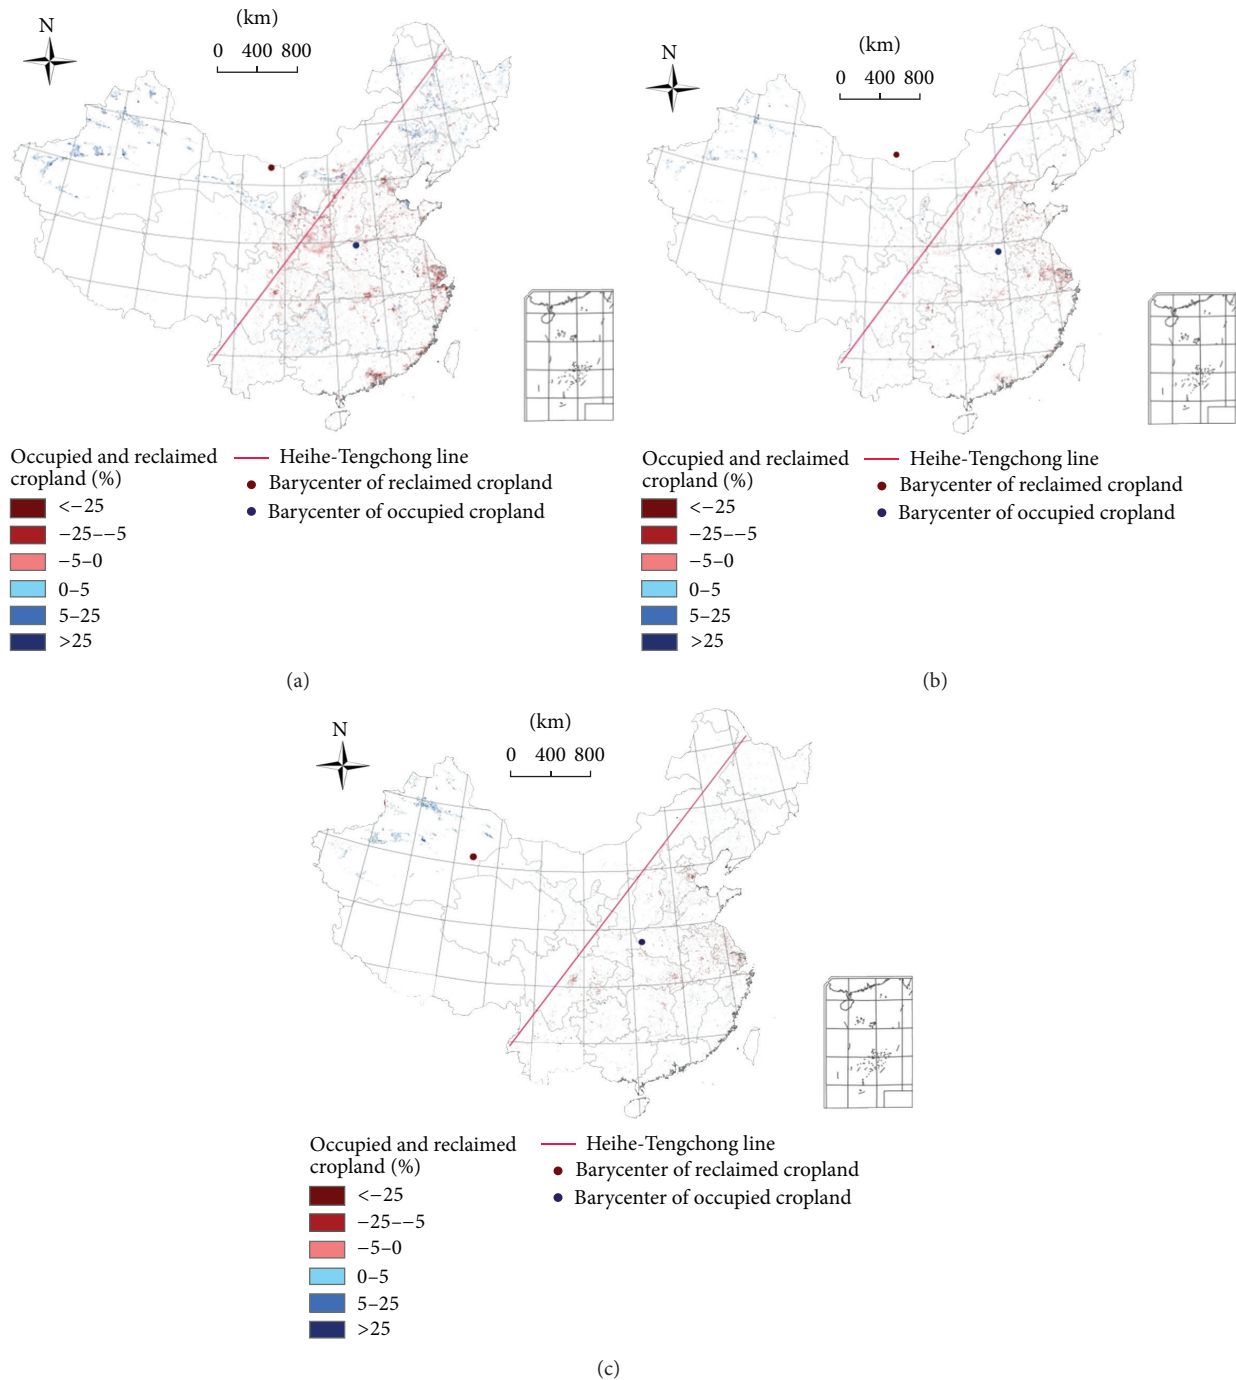 N
(km)
0 400 800
Occupied and reclaimed
cropland (%)
<−25
−25–−5
−5–0
0–5
5–25
>25
Heihe-Tengchong line
Barycenter of reclaimed cropland
Barycenter of occupied cropland
(a)
N
(km)
0 400 800
Occupied and reclaimed
cropland (%)
<−25
−25–−5
−5–0
0–5
5–25
>25
Heihe-Tengchong line
Barycenter of reclaimed cropland
Barycenter of occupied cropland
(b)
N
(km)
0 400 800
Occupied and reclaimed
cropland (%)
<−25
−25–−5
−5–0
0–5
5–25
>25
Heihe-Tengchong line
Barycenter of reclaimed cropland
Barycenter of occupied cropland
(c)